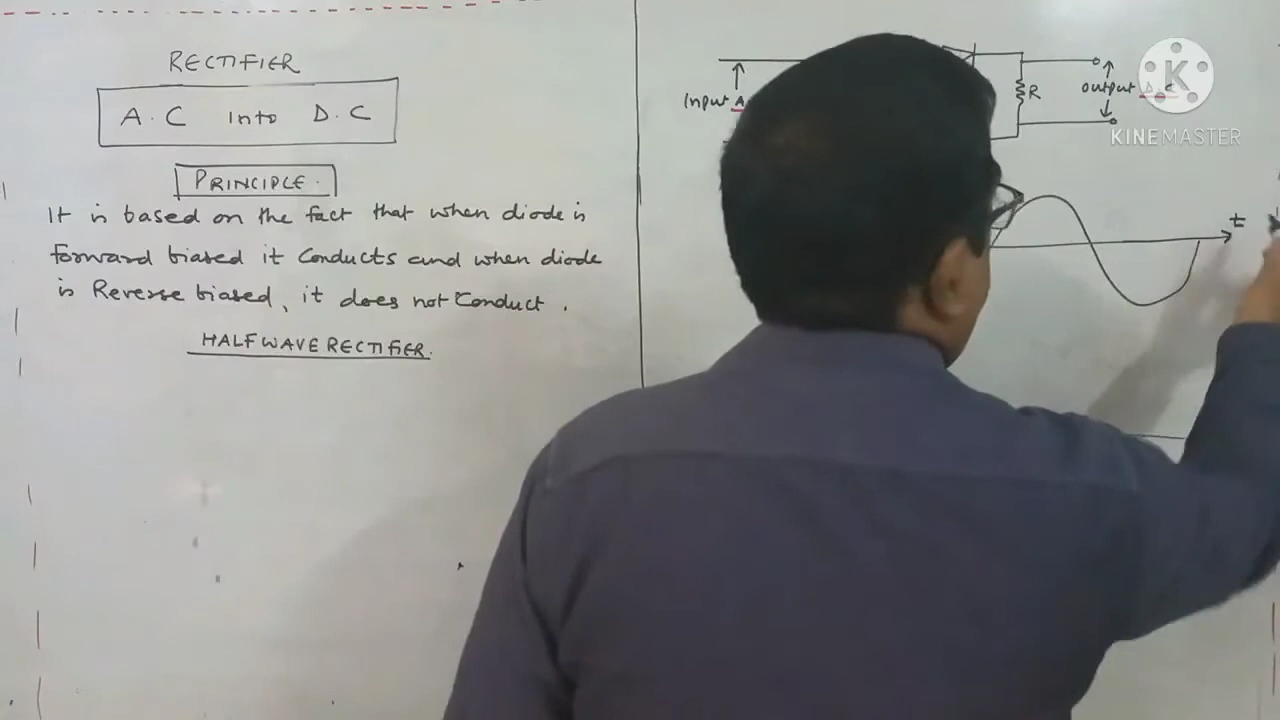 RECTIFIER
A.C into D.C
PRINCIPLE.
It is based on the fact that when diode is
forward biased it Conducts and when diode
is Reverse biased, it does not Conduct.
HALF WAVE RECTIFIER.
Input A
R
output D.C
t
K
KINEMASTER